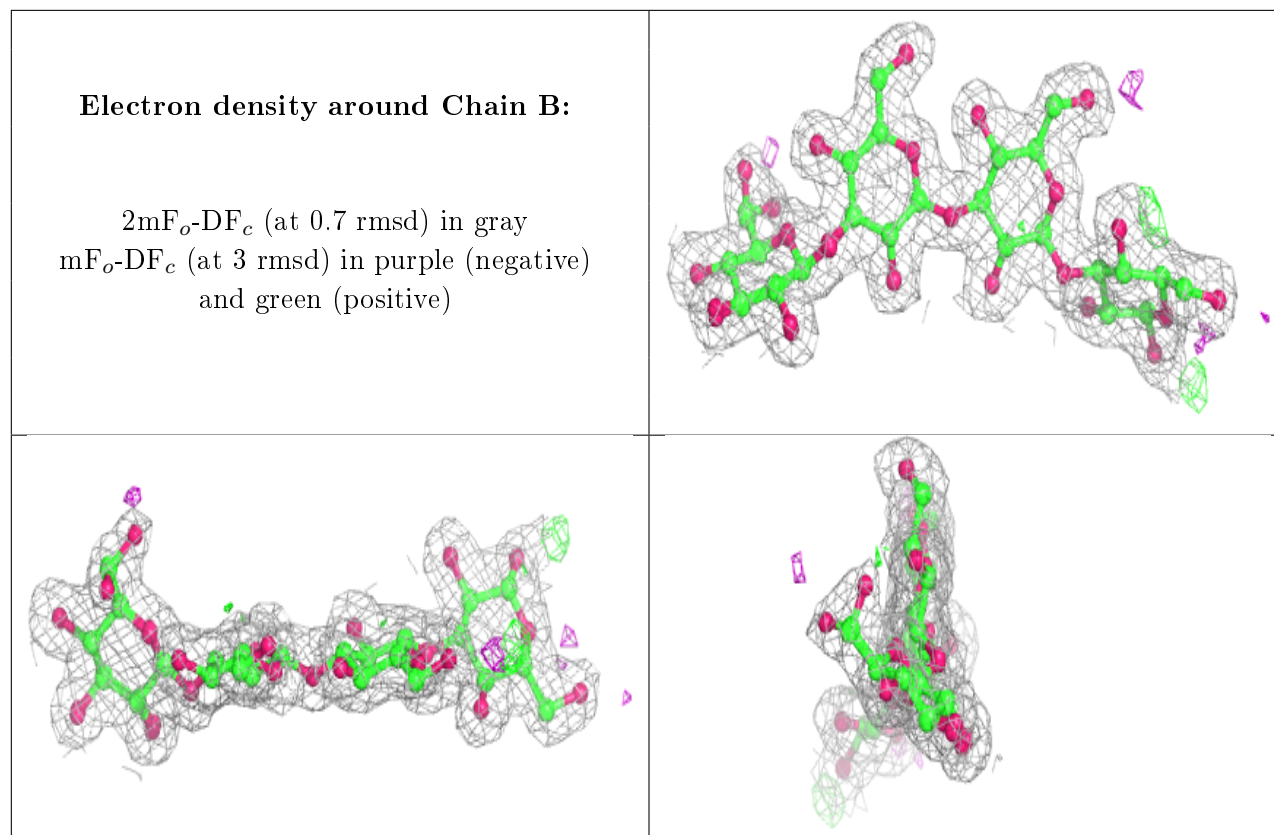 Electron density around Chain B:
2mFo-DFc (at 0.7 rmsd) in gray
mFo-DFc (at 3 rmsd) in purple (negative)
and green (positive)